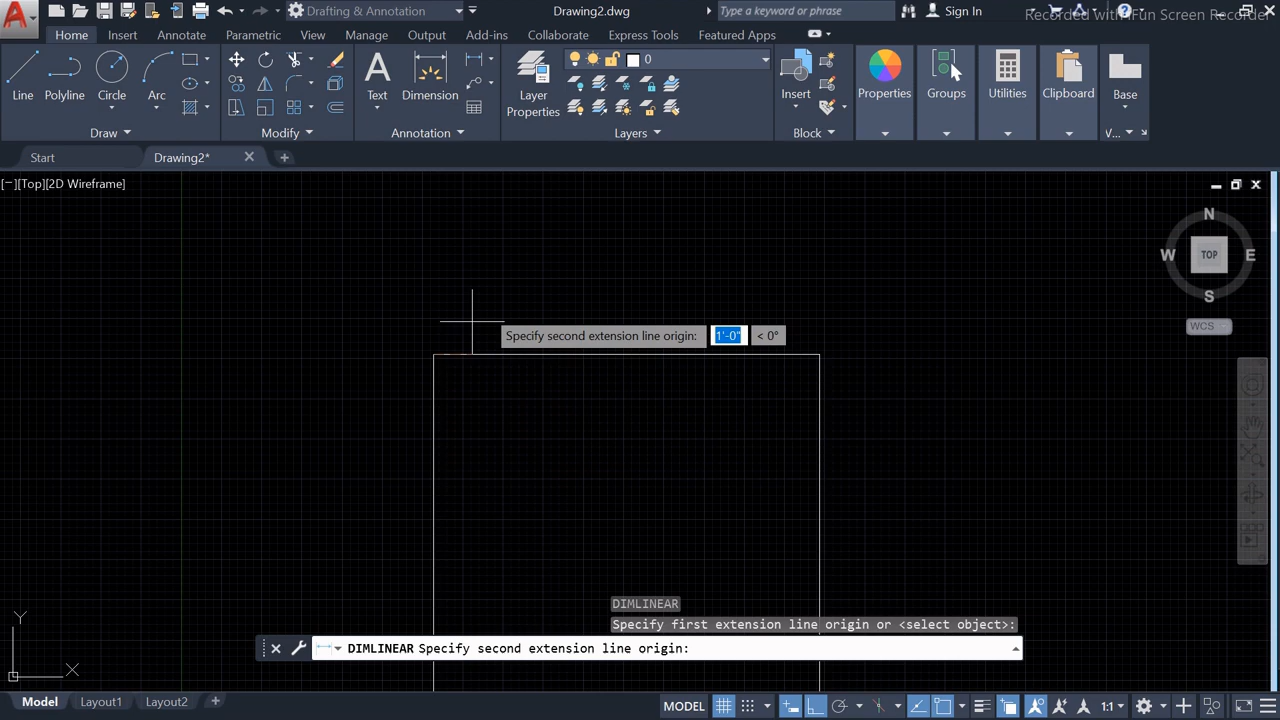 Drafting & Annotation
Drawing2.dwg
Type a keyword or phrase
Sign In
Recorded with iFun Screen Recorder
Home Insert Annotate Parametric View Manage Output Add-ins Collaborate Express Tools Featured Apps
0
Line Polyline Circle Arc Text Dimension Layer Properties Insert Properties Groups Utilities Clipboard Base
Draw Modify Annotation Layers Block V...
Start Drawing2*
[−][Top][2D Wireframe]
N
W TOP E
S
WCS
Specify second extension line origin: 1'-0" < 0°
DIMLINEAR
Specify first extension line origin or <select object>:
Y
DIMLINEAR Specify second extension line origin:
X
Model Layout1 Layout2
MODEL 1:1